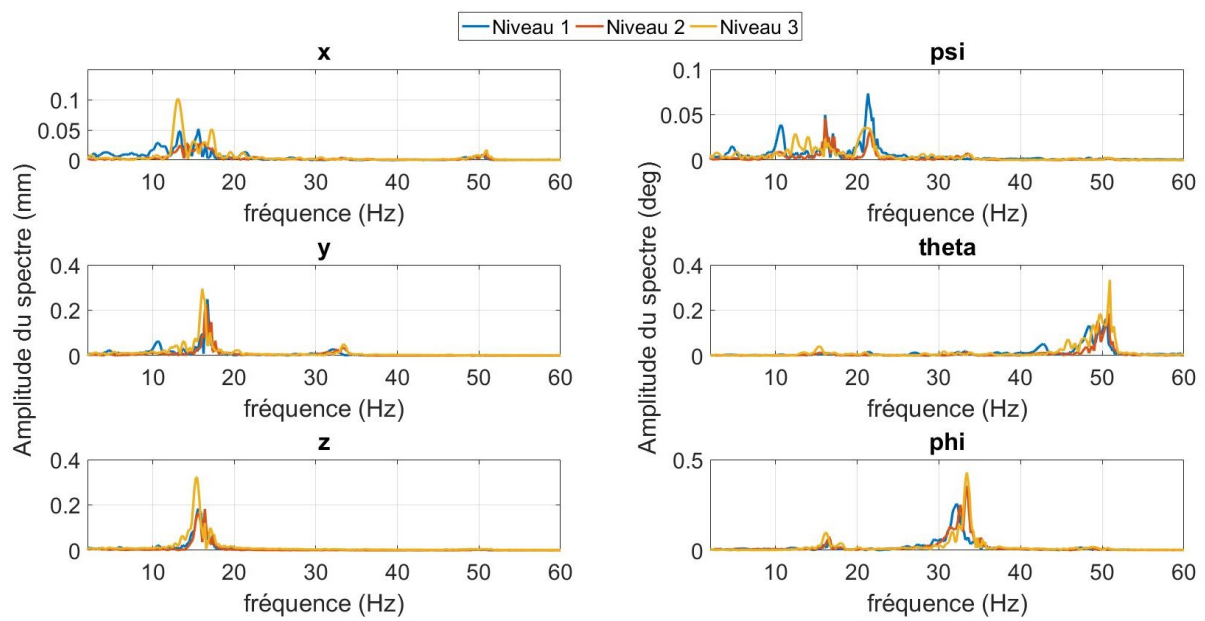 Niveau 1 Niveau 2 Niveau 3
x
0.1
0.05
0
10 20 30 40 50 60
fréquence (Hz)
psi
0.1
0.05
0
10 20 30 40 50 60
fréquence (Hz)
Amplitude du spectre (mm)
y
0.4
0.2
0
10 20 30 40 50 60
fréquence (Hz)
Amplitude du spectre (deg)
theta
0.4
0.2
0
10 20 30 40 50 60
fréquence (Hz)
z
0.4
0.2
0
10 20 30 40 50 60
fréquence (Hz)
phi
0.5
0
10 20 30 40 50 60
fréquence (Hz)